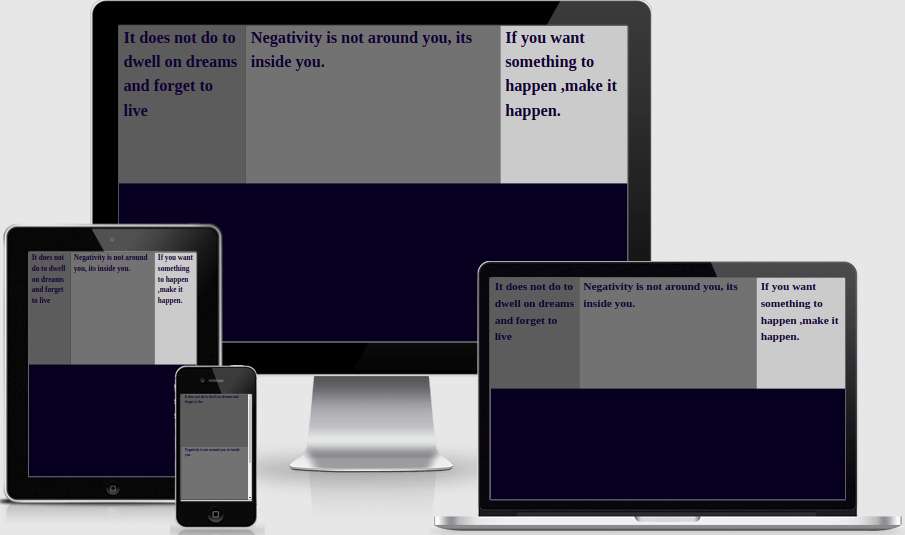 It does not do to
dwell on dreams
and forget to
live
Negativity is not around you, its
inside you.
If you want
something to
happen ,make it
happen.
It does not
do to dwell
on dreams
and forget
to live
Negativity is not around
you, its inside you.
If you want
something
to happen
,make it
happen.
It does not do to dwell on dreams and
forget to live
Negativity is not around you, its inside
you.
It does not do to
dwell on dreams
and forget to
live
Negativity is not around you, its
inside you.
If you want
something to
happen ,make it
happen.